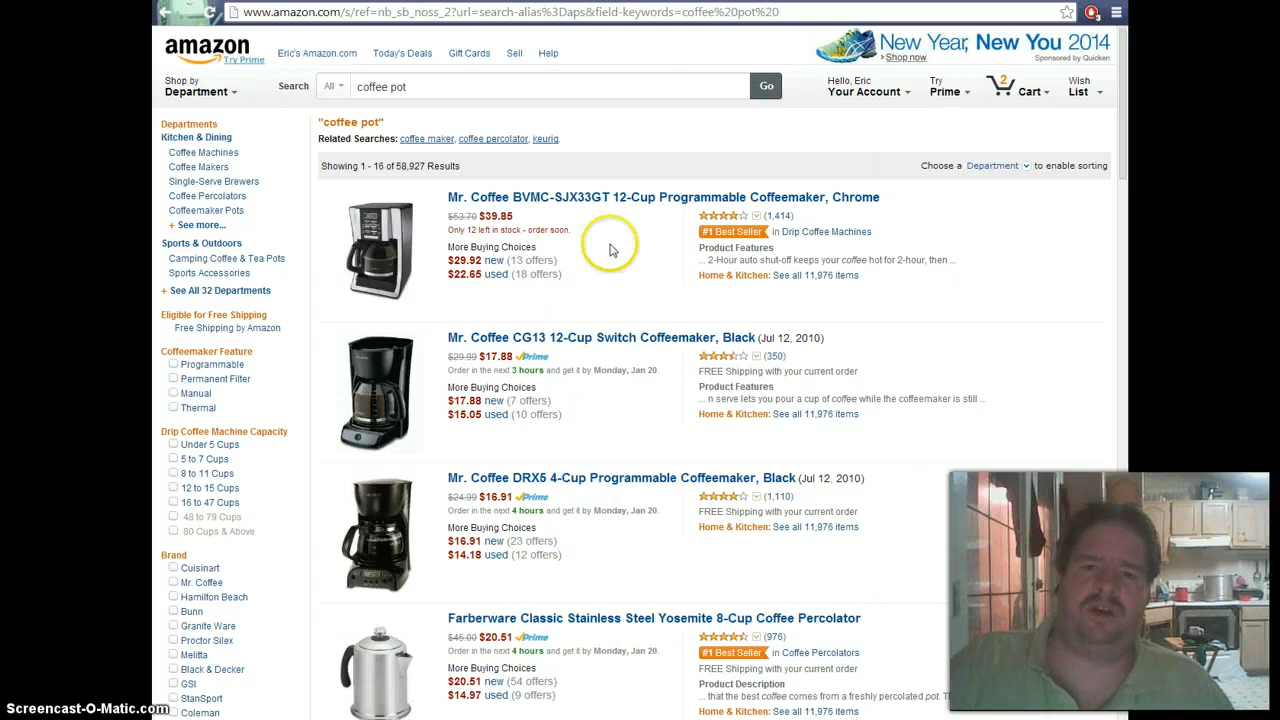 www.amazon.com/s/ref=nb_sb_noss_2?url=search-alias%3Daps&field-keywords=coffee%20pot%20
3
amazon
Try Prime
Eric's Amazon.com Today's Deals Gift Cards Sell Help
New Year, New You 2014
Shop now
Sponsored by Quicken
Shop by
Department
Search All coffee pot Go
Hello, Eric
Your Account
Try
Prime
2
Cart
Wish
List
Departments
Kitchen & Dining
Coffee Machines
Coffee Makers
Single-Serve Brewers
Coffee Percolators
Coffeemaker Pots
+ See more...
Sports & Outdoors
Camping Coffee & Tea Pots
Sports Accessories
+ See All 32 Departments
Eligible for Free Shipping
Free Shipping by Amazon
Coffeemaker Feature
Programmable
Permanent Filter
Manual
Thermal
Drip Coffee Machine Capacity
Under 5 Cups
5 to 7 Cups
8 to 11 Cups
12 to 15 Cups
16 to 47 Cups
48 to 79 Cups
80 Cups & Above
Brand
Cuisinart
Mr. Coffee
Hamilton Beach
Bunn
Granite Ware
Proctor Silex
Melitta
Black & Decker
GSI
StanSport
Coleman
"coffee pot"
Related Searches: coffee maker, coffee percolator, keurig.
Showing 1 - 16 of 58,927 Results
Choose a Department to enable sorting
Mr. Coffee BVMC-SJX33GT 12-Cup Programmable Coffeemaker, Chrome
$53.70 $39.85
Only 12 left in stock - order soon.
More Buying Choices
$29.92 new (13 offers)
$22.65 used (18 offers)
(1,414)
#1 Best Seller in Drip Coffee Machines
Product Features
... 2-Hour auto shut-off keeps your coffee hot for 2-hour, then ...
Home & Kitchen: See all 11,976 items
Mr. Coffee CG13 12-Cup Switch Coffeemaker, Black (Jul 12, 2010)
$29.99 $17.88 Prime
Order in the next 3 hours and get it by Monday, Jan 20.
More Buying Choices
$17.88 new (7 offers)
$15.05 used (10 offers)
(350)
FREE Shipping with your current order
Product Features
... n serve lets you pour a cup of coffee while the coffeemaker is still ...
Home & Kitchen: See all 11,976 items
Mr. Coffee DRX5 4-Cup Programmable Coffeemaker, Black (Jul 12, 2010)
$24.99 $16.91 Prime
Order in the next 4 hours and get it by Monday, Jan 20.
More Buying Choices
$16.91 new (23 offers)
$14.18 used (12 offers)
(1,110)
FREE Shipping with your current order
Home & Kitchen: See all 11,976 items
Farberware Classic Stainless Steel Yosemite 8-Cup Coffee Percolator
$45.00 $20.51 Prime
Order in the next 4 hours and get it by Monday, Jan 20.
More Buying Choices
$20.51 new (54 offers)
$14.97 used (9 offers)
(976)
#1 Best Seller in Coffee Percolators
FREE Shipping with your current order
Product Description
... that the best coffee comes from a freshly percolated pot.
Home & Kitchen: See all 11,976 items
Screencast-O-Matic.com